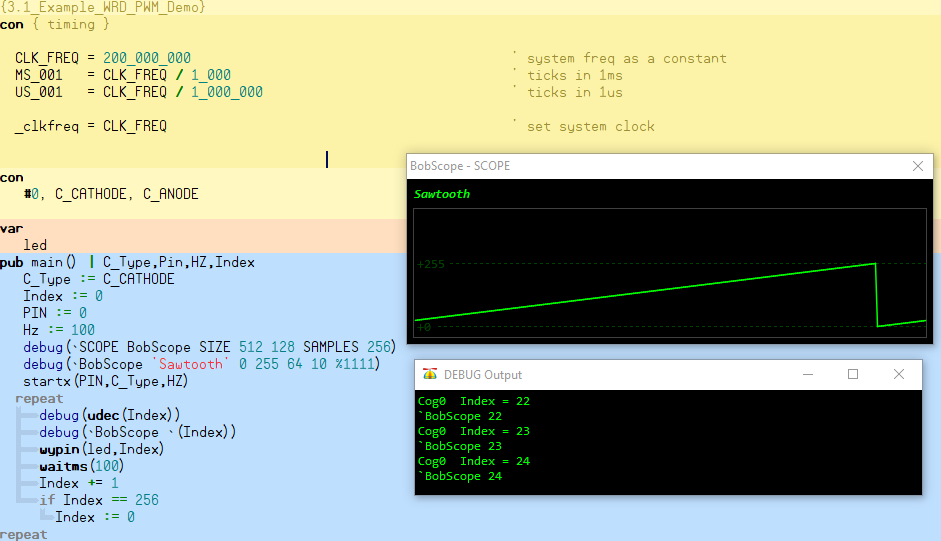 {3.1_Example_WRD_PWM_Demo}
con { timing }
CLK_FREQ = 200_000_000 ' system freq as a constant
MS_001 = CLK_FREQ / 1_000 ' ticks in 1ms
US_001 = CLK_FREQ / 1_000_000 ' ticks in 1us
_clkfreq = CLK_FREQ ' set system clock
con
#0, C_CATHODE, C_ANODE
var
led
pub main() | C_Type,Pin,HZ,Index
C_Type := C_CATHODE
Index := 0
PIN := 0
Hz := 100
debug(`SCOPE BobScope SIZE 512 128 SAMPLES 256)
debug(`BobScope `Sawtooth` 0 255 64 10 %1111)
startx(PIN,C_Type,HZ)
repeat
debug(udec(Index))
debug(`BobScope `(Index))
wypin(led,Index)
waitms(100)
Index += 1
if Index == 256
Index := 0
repeat
BobScope - SCOPE
Sawtooth
+255
+0
DEBUG Output
Cog0 Index = 22
`BobScope 22
Cog0 Index = 23
`BobScope 23
Cog0 Index = 24
`BobScope 24